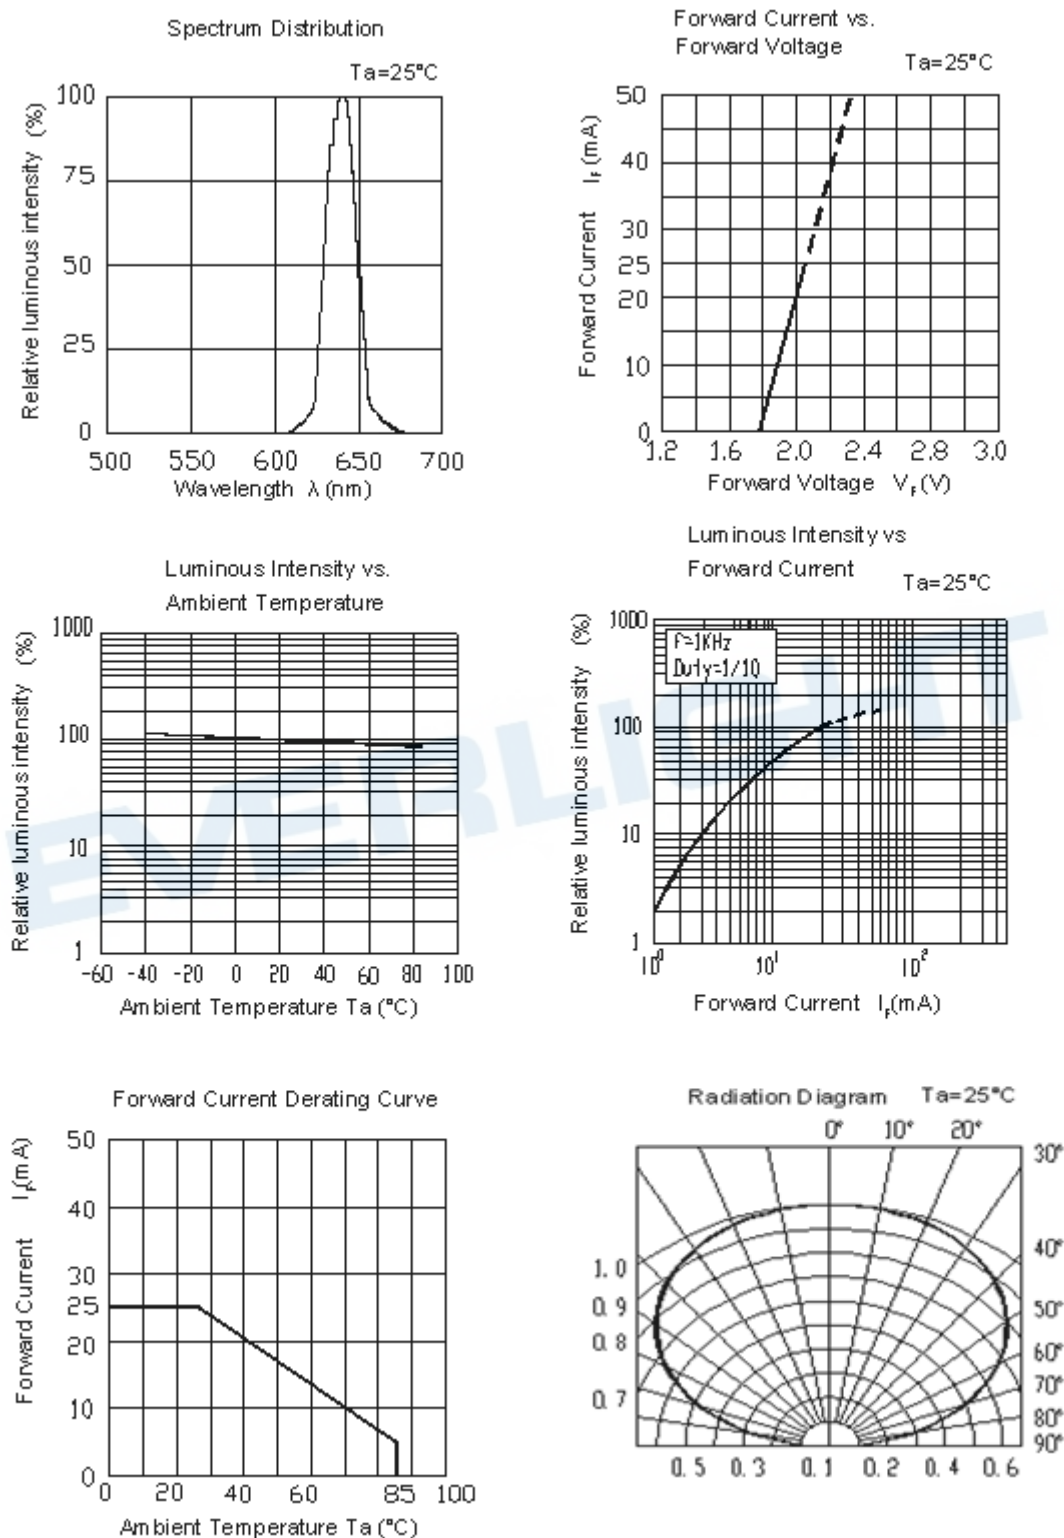 Spectrum Distribution
Ta=25°C
Relative luminous intensity (%)
100
75
50
25
0
500 550 600 650 700
Wavelength λ (nm)
Forward Current vs.
Forward Voltage
Ta=25°C
Forward Current IF (mA)
50
40
30
25
20
10
0
1.2 1.6 2.0 2.4 2.8 3.0
Forward Voltage VF (V)
Luminous Intensity vs.
Ambient Temperature
Relative luminous intensity (%)
1000
100
10
1
-60 -40 -20 0 20 40 60 80 100
Ambient Temperature Ta (°C)
Luminous Intensity vs
Forward Current
Ta=25°C
f=1KHz
Duty=1/10
Relative luminous intensity (%)
1000
100
10
1
10⁰ 10¹ 10²
Forward Current IF(mA)
EVERLIGHT
Forward Current Derating Curve
Forward Current IF(mA)
50
40
30
25
20
10
0
0 20 40 60 85 100
Ambient Temperature Ta (°C)
Radiation Diagram Ta=25°C
0° 10° 20°
30°
40°
50°
60°
70°
80°
90°
1.0
0.9
0.8
0.7
0.5 0.3 0.1 0.2 0.4 0.6